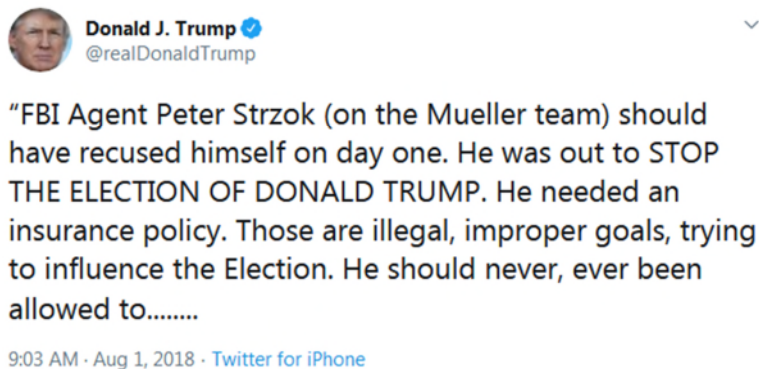 Donald J. Trump
@realDonaldTrump
“FBI Agent Peter Strzok (on the Mueller team) should
have recused himself on day one. He was out to STOP
THE ELECTION OF DONALD TRUMP. He needed an
insurance policy. Those are illegal, improper goals, trying
to influence the Election. He should never, ever been
allowed to........
9:03 AM · Aug 1, 2018 · Twitter for iPhone